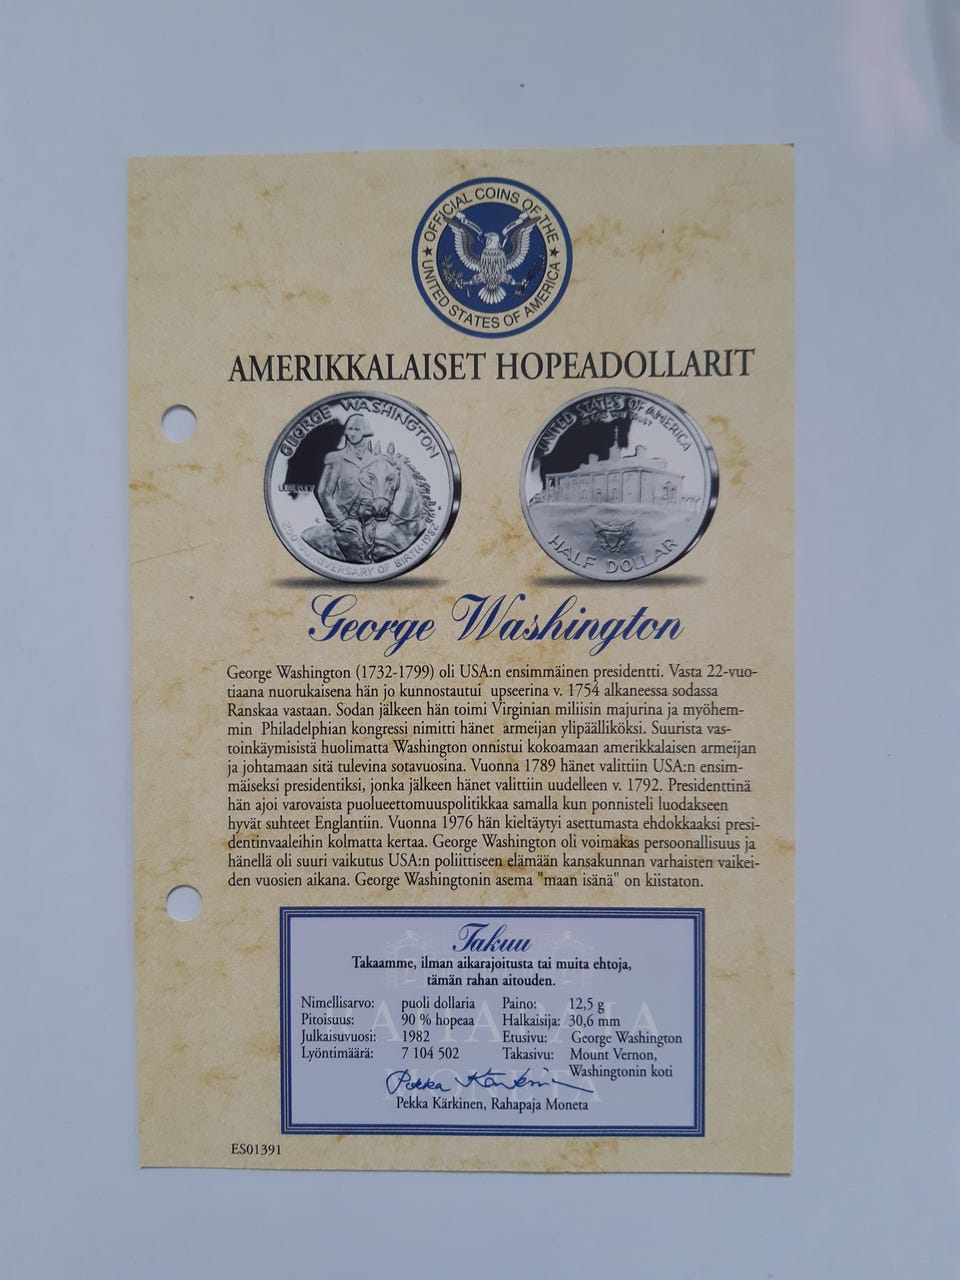 OFFICIAL COINS OF THE
★ UNITED STATES OF AMERICA ★
AMERIKKALAISET HOPEADOLLARIT
GEORGE WASHINGTON
LIBERTY
250TH ANNIVERSARY OF BIRTH·1982
UNITED STATES OF AMERICA
IN GOD WE TRUST
HALF DOLLAR
George Washington
George Washington (1732-1799) oli USA:n ensimmäinen presidentti. Vasta 22-vuo-
tiaana nuorukaisena hän jo kunnostautui upseerina v. 1754 alkaneessa sodassa
Ranskaa vastaan. Sodan jälkeen hän toimi Virginian miliisin majurina ja myöhem-
min Philadelphian kongressi nimitti hänet armeijan ylipäälliköksi. Suurista vas-
toinkäymisistä huolimatta Washington onnistui kokoamaan amerikkalaisen armeijan
ja johtamaan sitä tulevina sotavuosina. Vuonna 1789 hänet valittiin USA:n ensim-
mäiseksi presidentiksi, jonka jälkeen hänet valittiin uudelleen v. 1792. Presidenttinä
hän ajoi varovaista puolueettomuuspolitikkaa samalla kun ponnisteli luodakseen
hyvät suhteet Englantiin. Vuonna 1976 hän kieltäytyi asettumasta ehdokkaaksi presi-
dentinvaaleihin kolmatta kertaa. George Washington oli voimakas persoonallisuus ja
hänellä oli suuri vaikutus USA:n poliittiseen elämään kansakunnan varhaisten vaikei-
den vuosien aikana. George Washingtonin asema "maan isänä" on kiistaton.
Takuu
Takaamme, ilman aikarajoitusta tai muita ehtoja,
tämän rahan aitouden.
Nimellisarvo: puoli dollaria Paino: 12,5 g
Pitoisuus: 90 % hopeaa Halkaisija: 30,6 mm
Julkaisuvuosi: 1982 Etusivu: George Washington
Lyöntimäärä: 7 104 502 Takasivu: Mount Vernon,
Washingtonin koti
Pekka Kärkinen
Pekka Kärkinen, Rahapaja Moneta
MONETA
ES01391